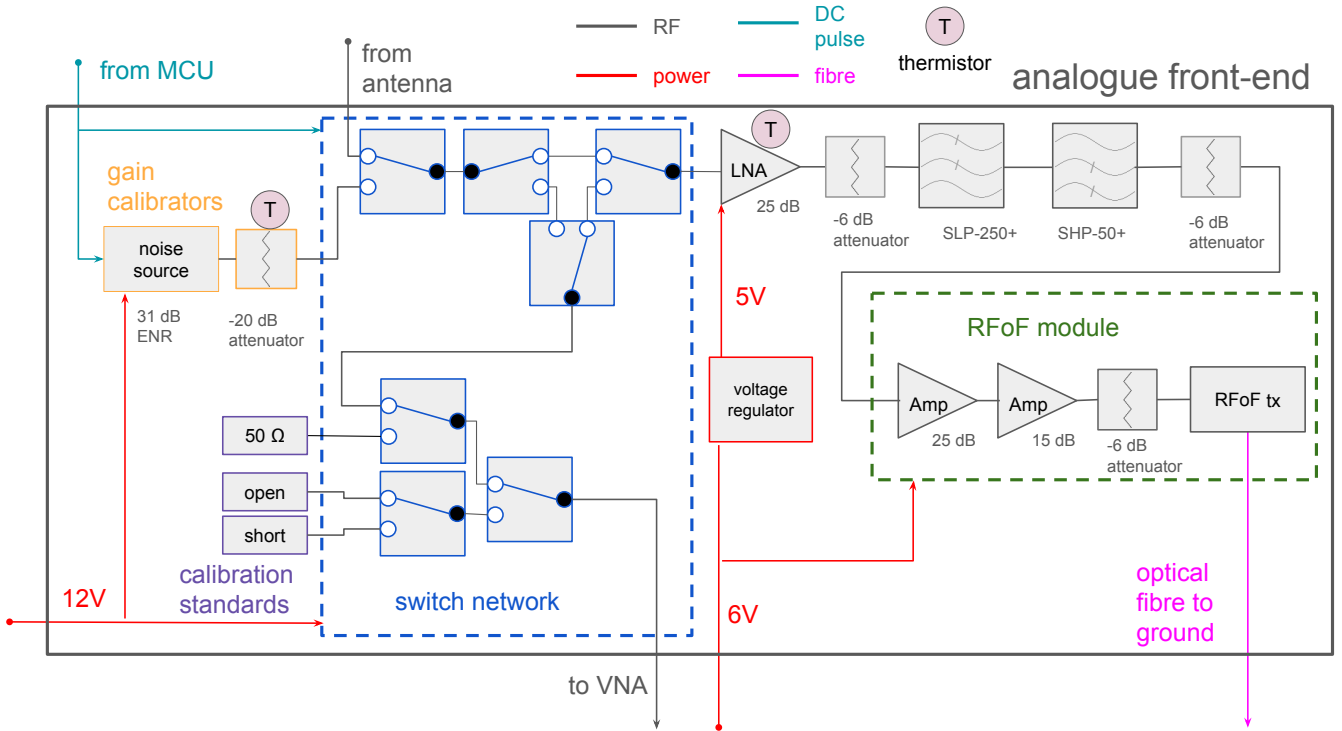 RF
DC
pulse
T
power
fibre
thermistor
from
antenna
from MCU
analogue front-end
gain
calibrators
T
noise
source
31 dB
ENR
-20 dB
attenuator
T
LNA
25 dB
-6 dB
attenuator
SLP-250+
SHP-50+
-6 dB
attenuator
5V
RFoF module
voltage
regulator
Amp
25 dB
Amp
15 dB
-6 dB
attenuator
RFoF tx
50 Ω
open
short
calibration
standards
12V
switch network
6V
optical
fibre to
ground
to VNA